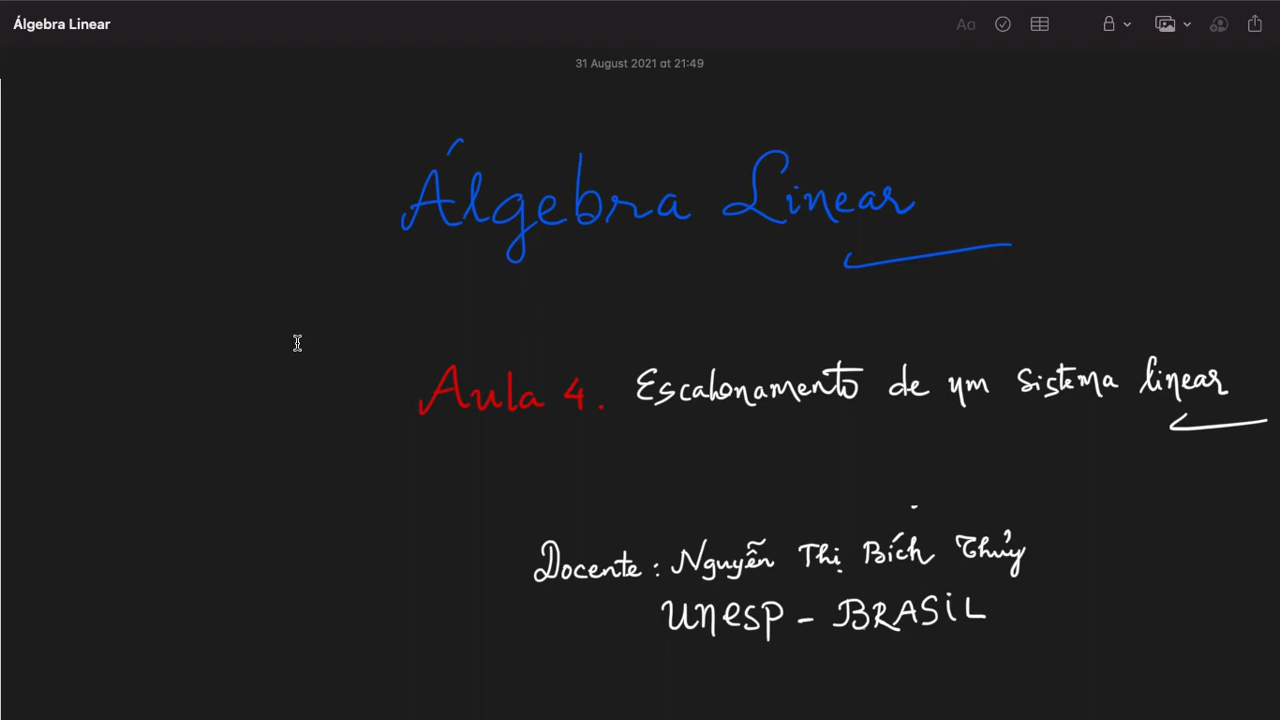 Álgebra Linear
Aa
31 August 2021 at 21:49
Álgebra Linear
Aula 4. Escalonamento de um sistema linear
Docente: Nguyễn Thị Bích Thủy
UNESP - BRASIL